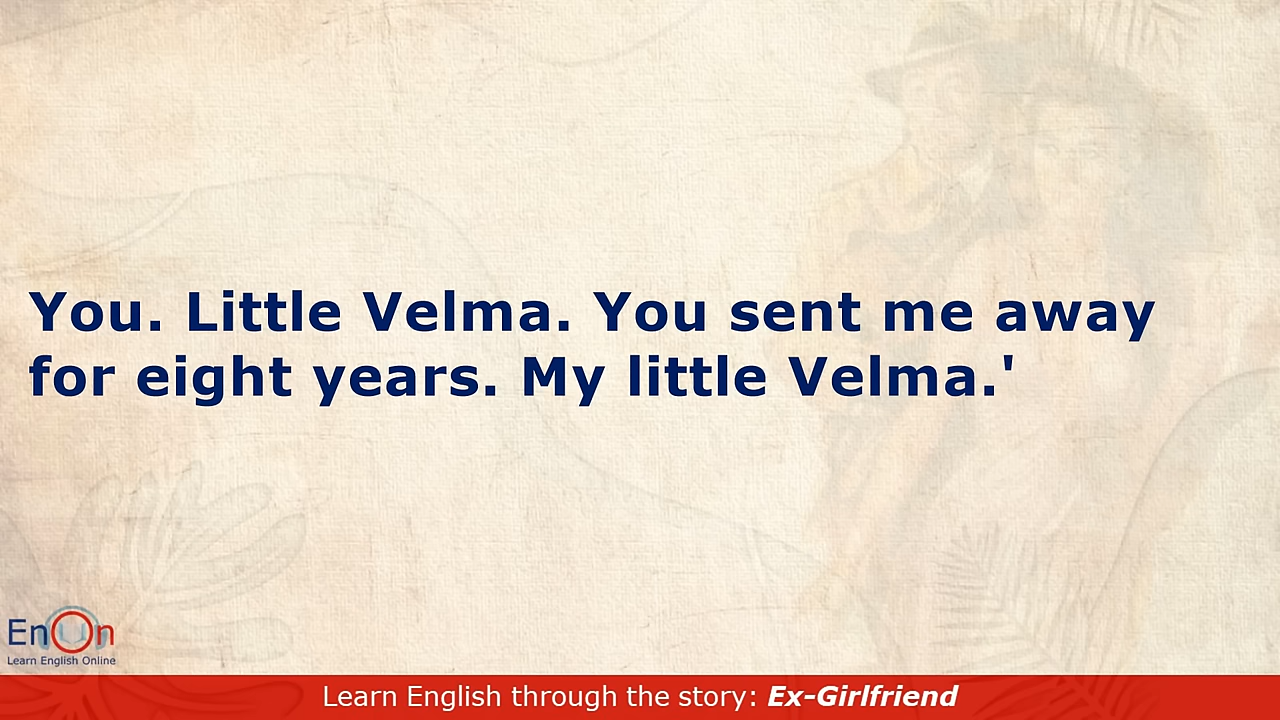 You. Little Velma. You sent me away
for eight years. My little Velma.'
EnOn
Learn English Online
Learn English through the story: Ex-Girlfriend